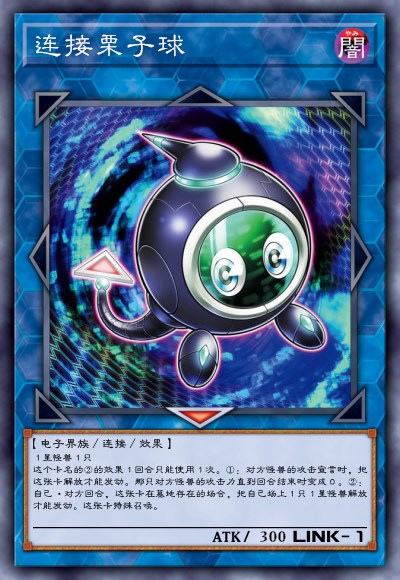 连接栗子球
やみ
闇
【电子界族／连接／效果】
1星怪兽1只
这个卡名的②的效果1回合只能使用1次。①：对方怪兽的攻击宣言时，把
这张卡解放才能发动。那只对方怪兽的攻击力直到回合结束时变成0。②：
自己·对方回合，这张卡在墓地存在的场合，把自己场上1只1星怪兽解放
才能发动。这张卡特殊召唤。
ATK/ 300 LINK-1